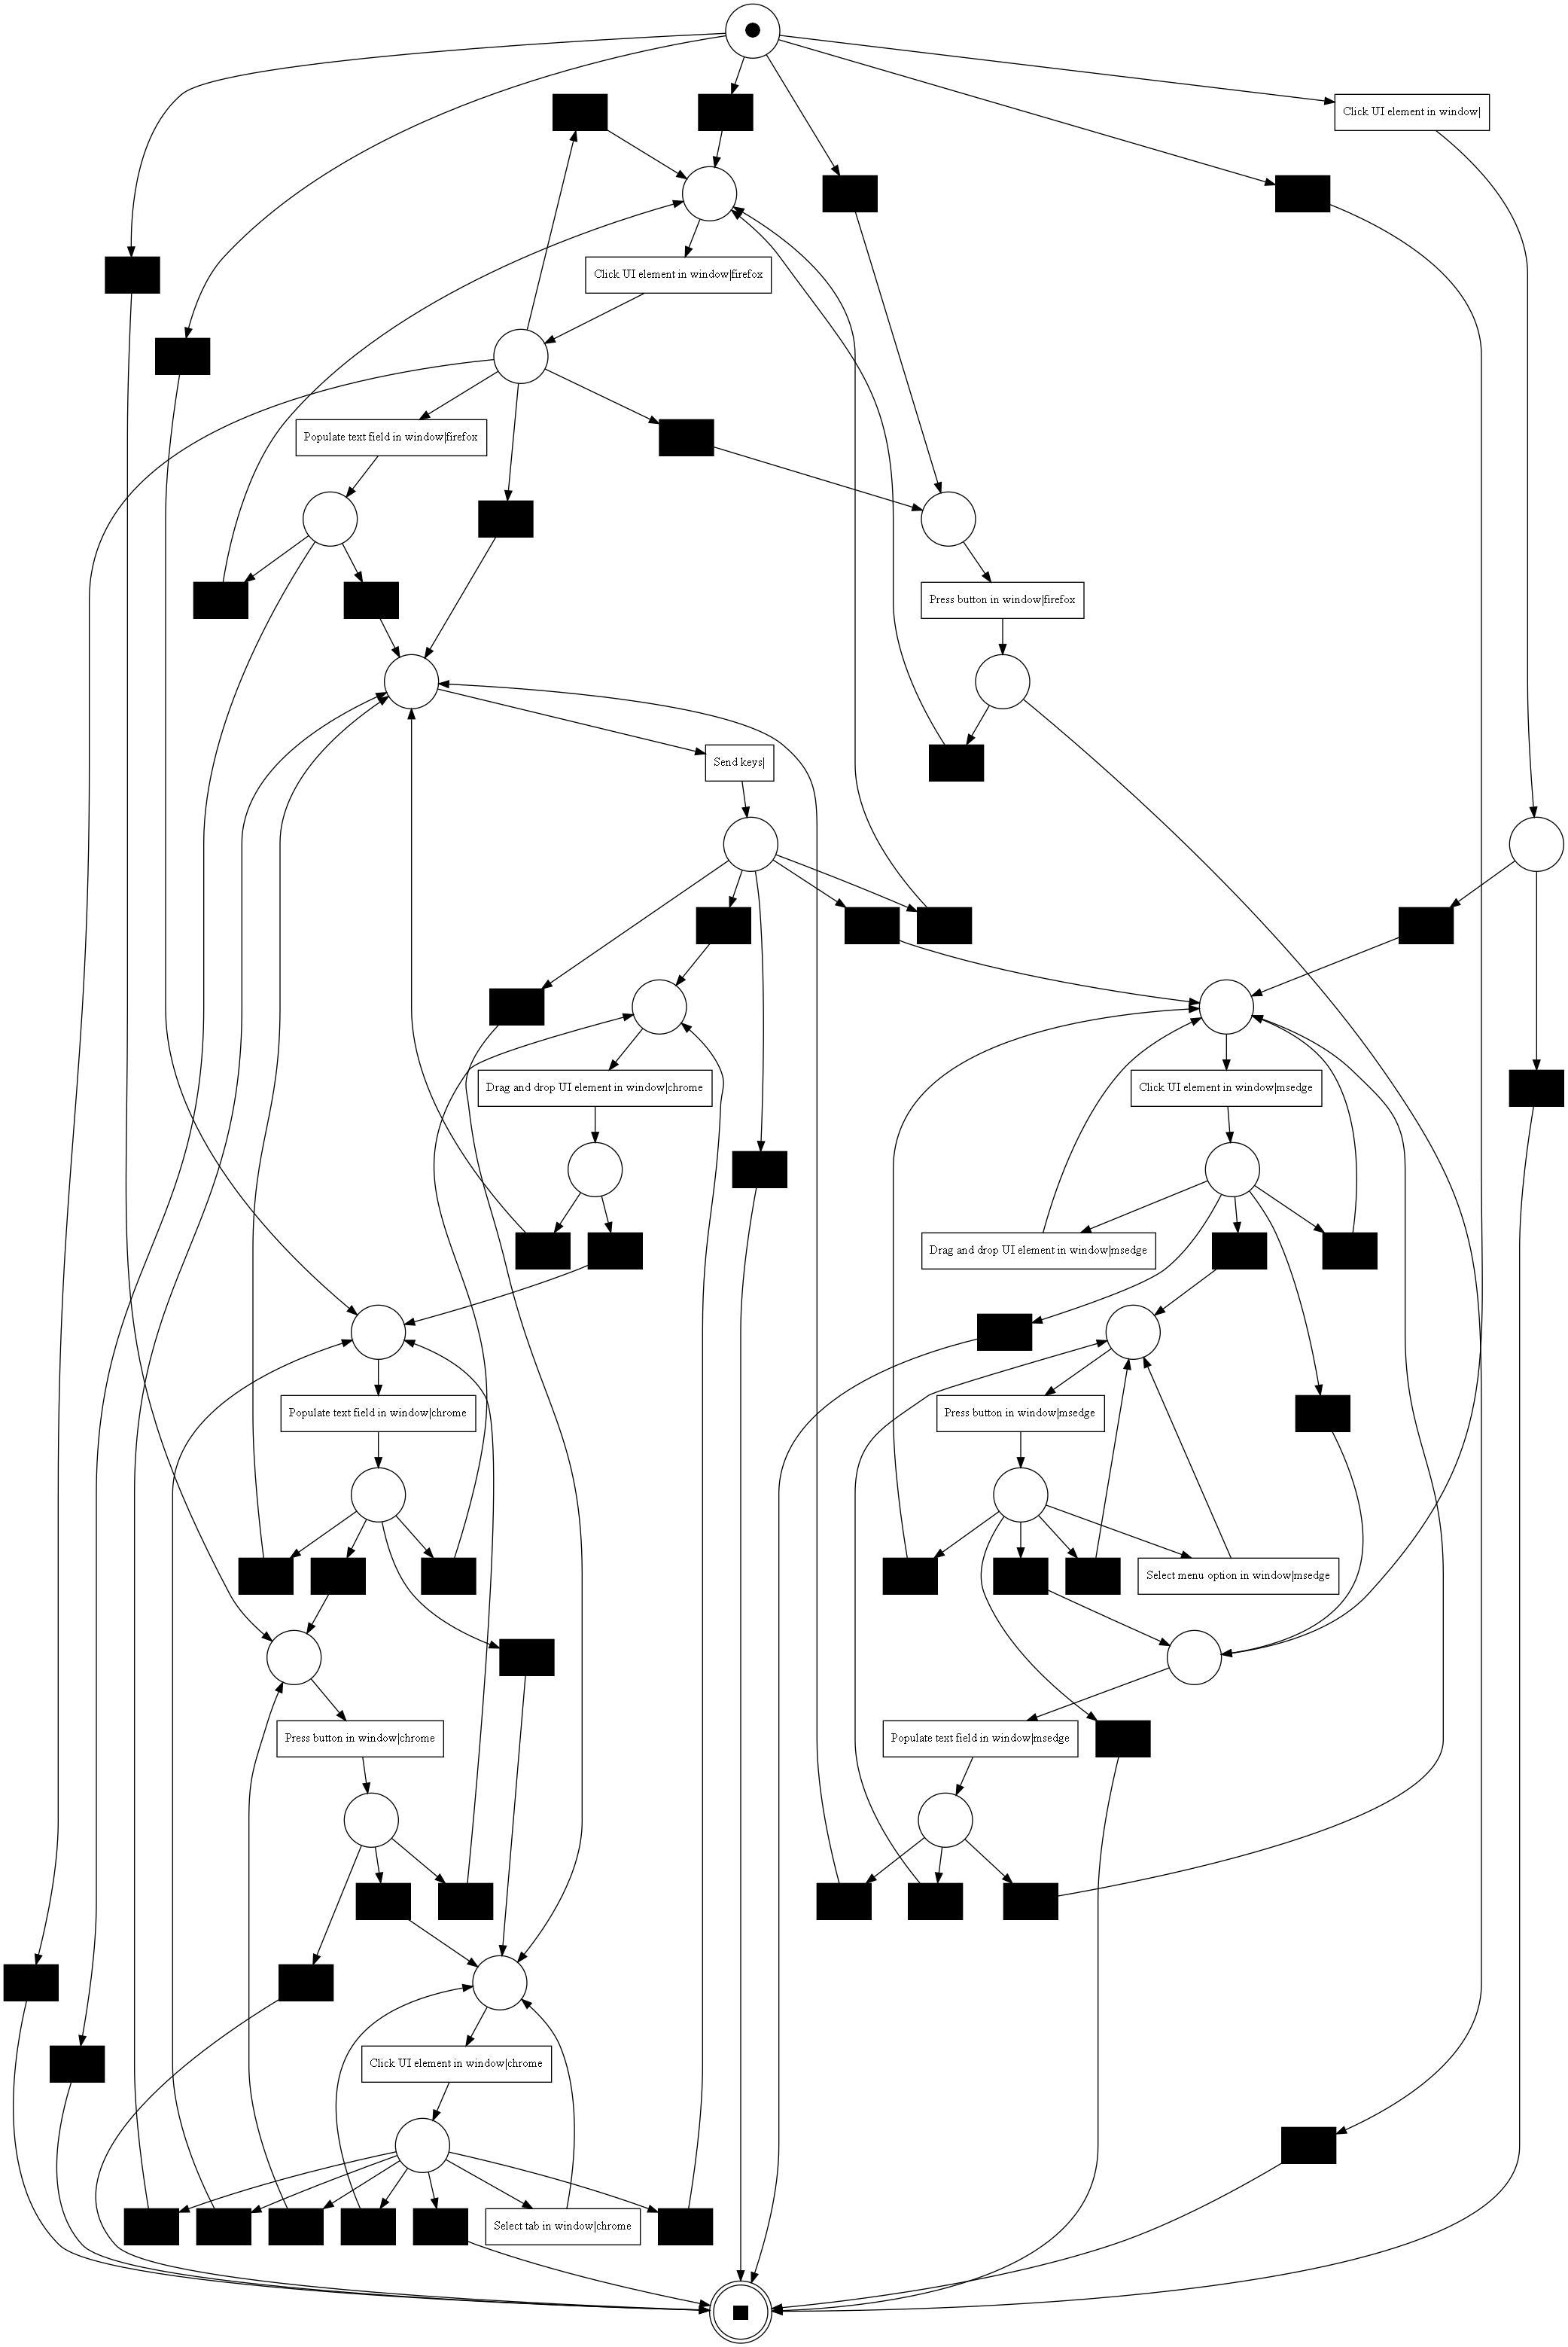 Click UI element in window|
Click UI element in window|firefox
Populate text field in window|firefox
Press button in window|firefox
Send keys|
Drag and drop UI element in window|chrome
Click UI element in window|msedge
Drag and drop UI element in window|msedge
Populate text field in window|chrome
Press button in window|msedge
Select menu option in window|msedge
Press button in window|chrome
Populate text field in window|msedge
Click UI element in window|chrome
Select tab in window|chrome